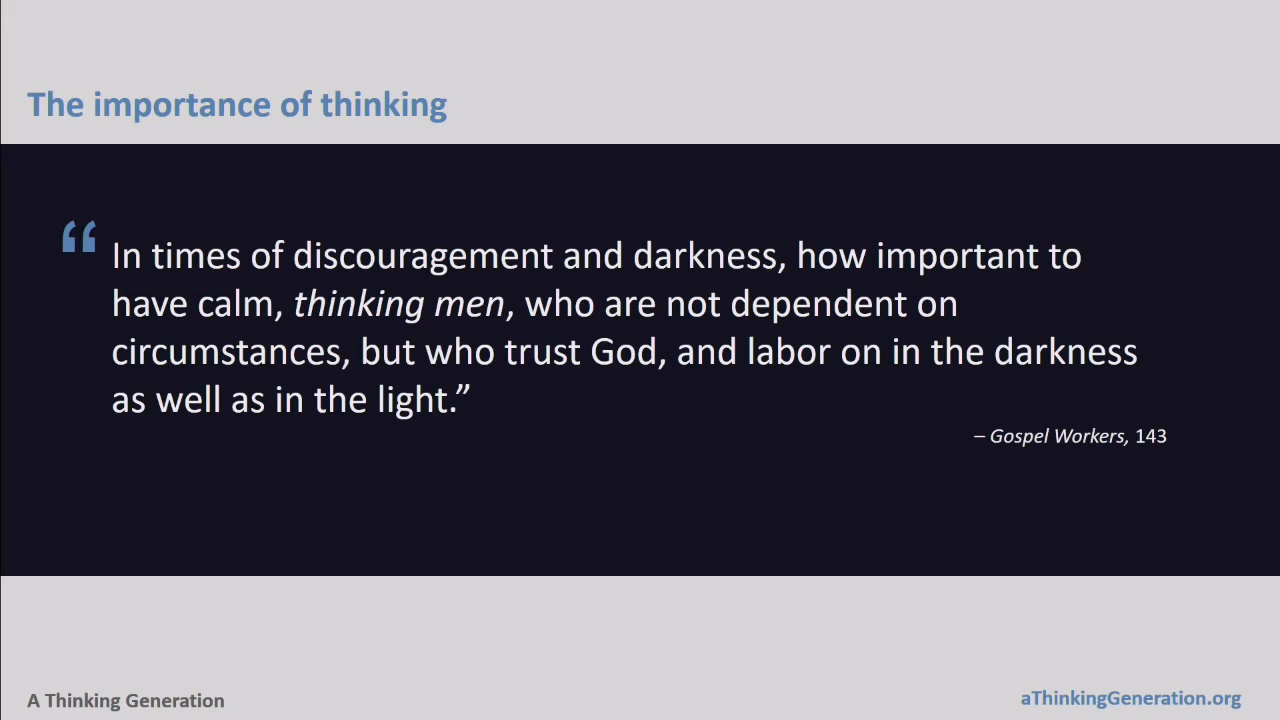 The importance of thinking
“ In times of discouragement and darkness, how important to
have calm, thinking men, who are not dependent on
circumstances, but who trust God, and labor on in the darkness
as well as in the light.”
– Gospel Workers, 143
A Thinking Generation
aThinkingGeneration.org